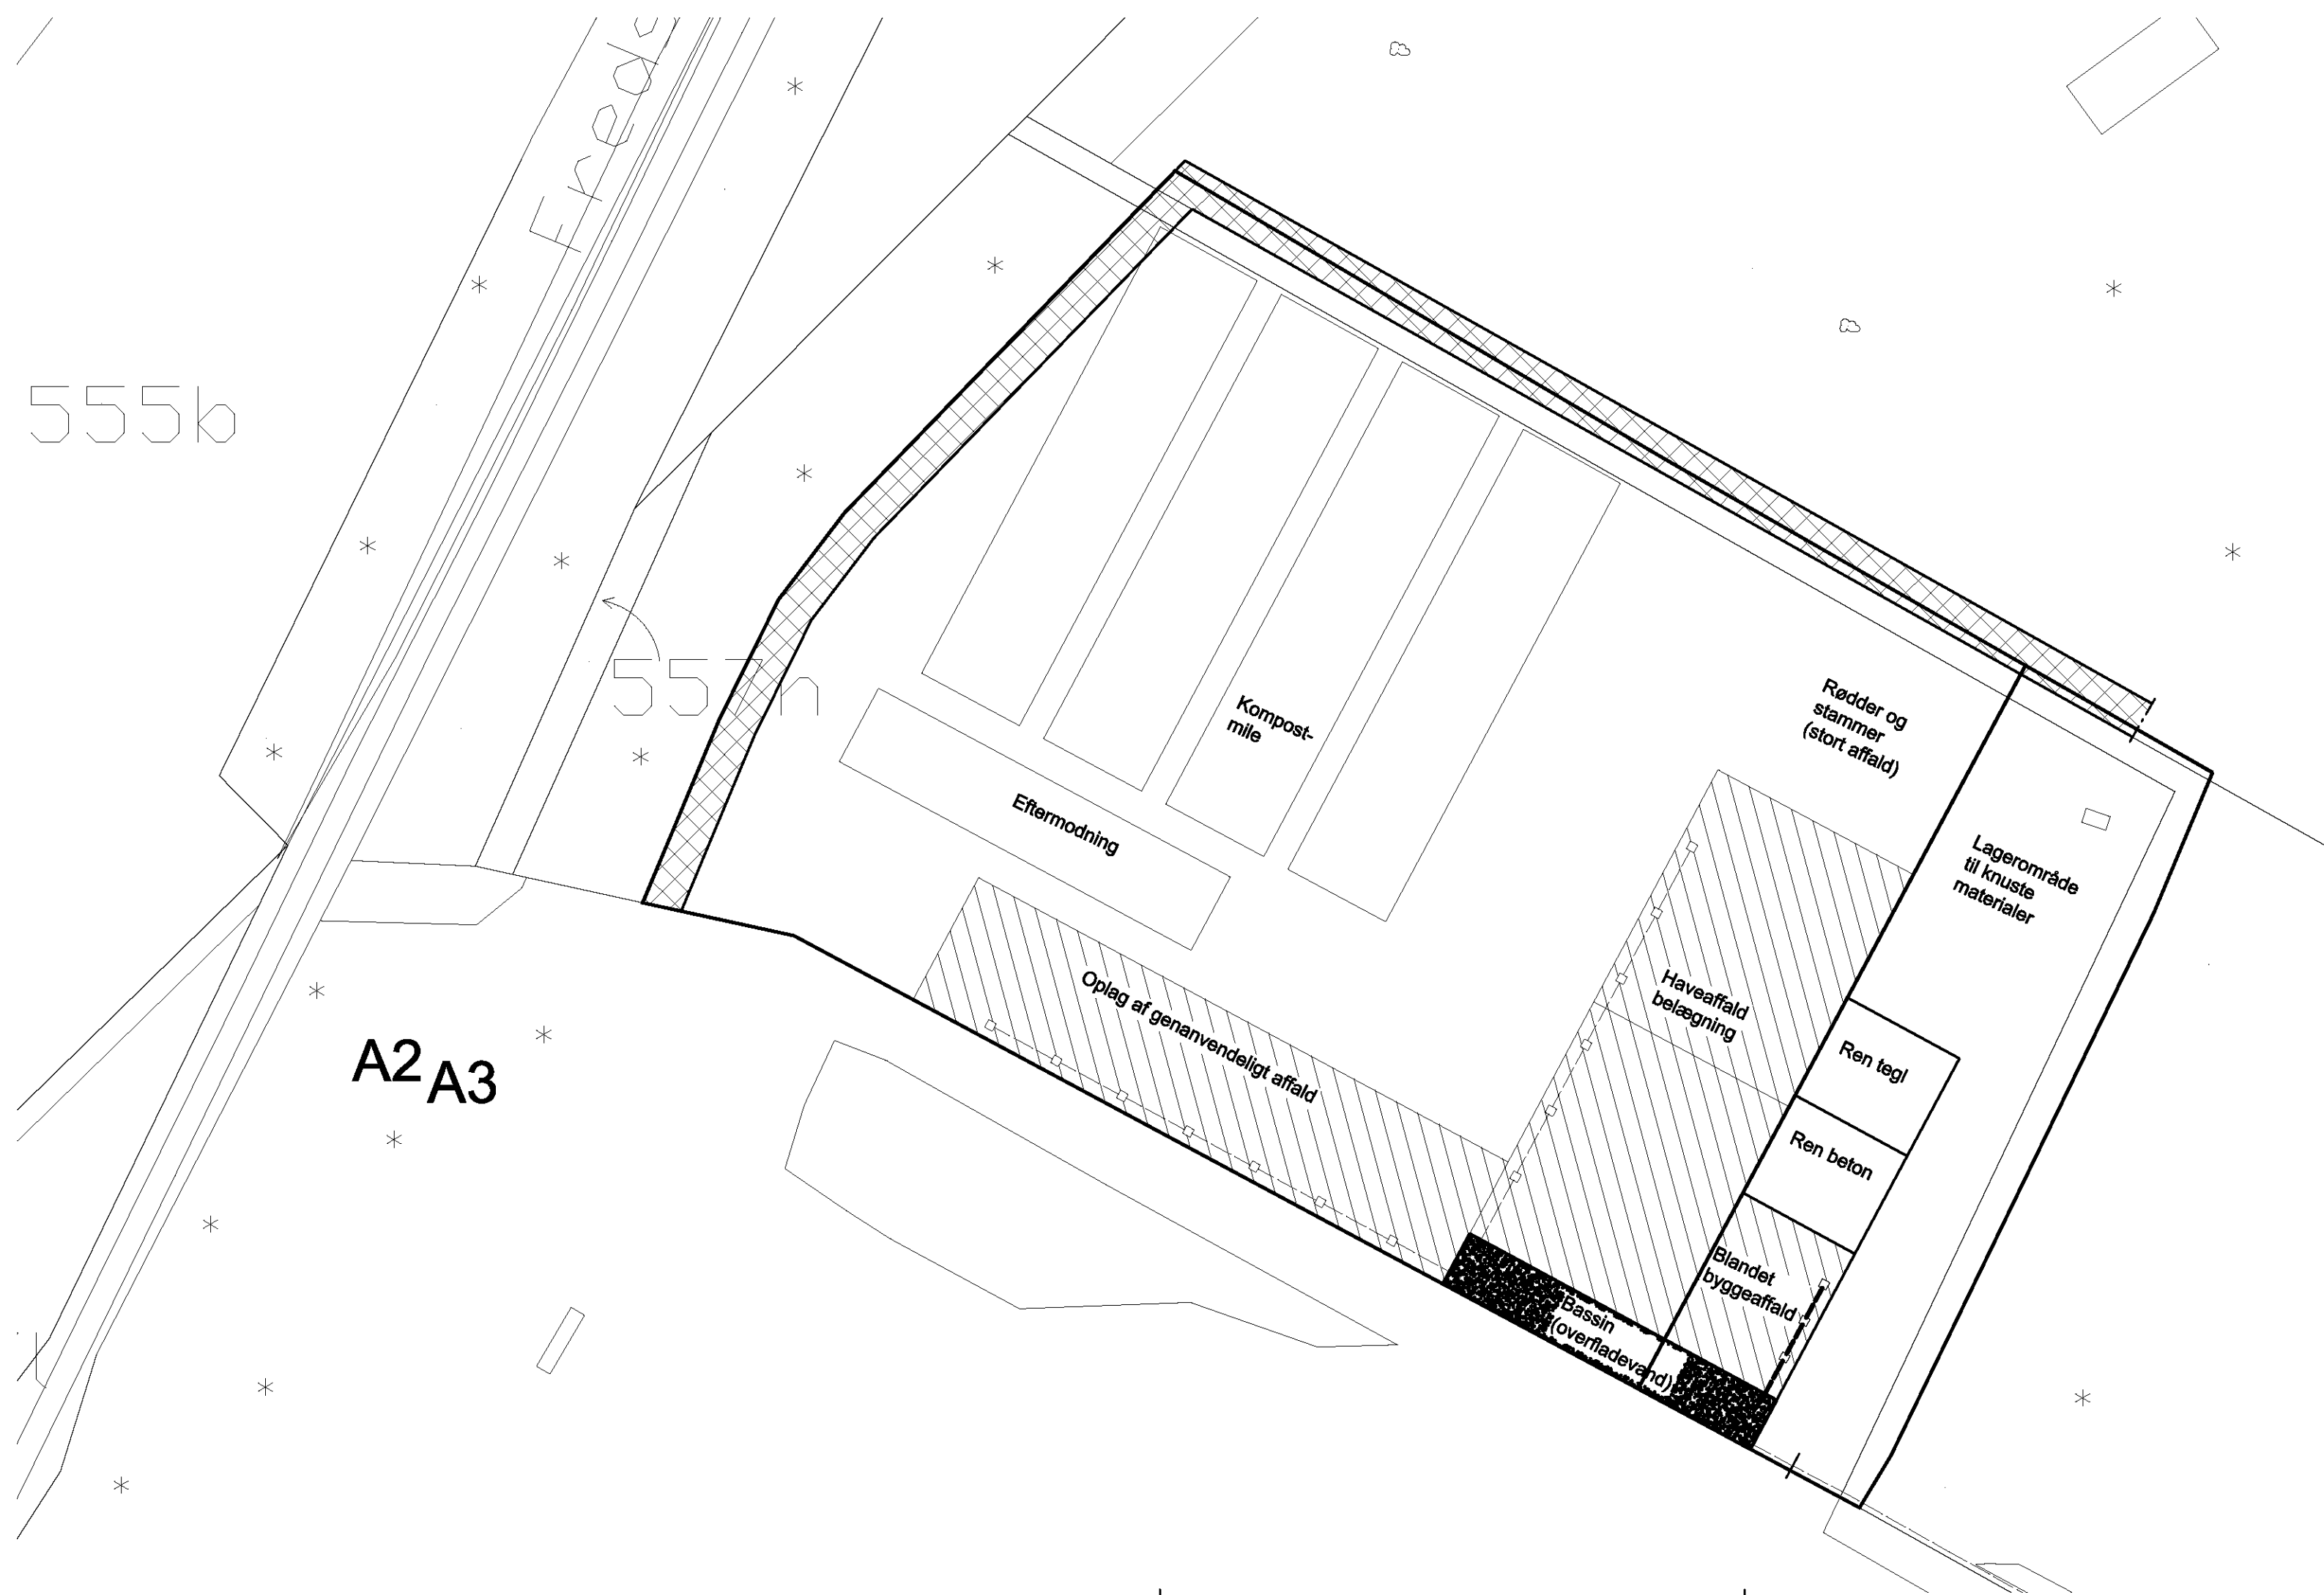 555b
557n
Rødder og
stammer
(stort affald)
Kompost-
mile
Eftermodning
Lagerområde
til knuste
materialer
Oplag af genanvendeligt affald
Haveaffald
belægning
Ren tegl
Ren beton
A2
A3
Blandet
byggeaffald
Bassin
(overfladevand)